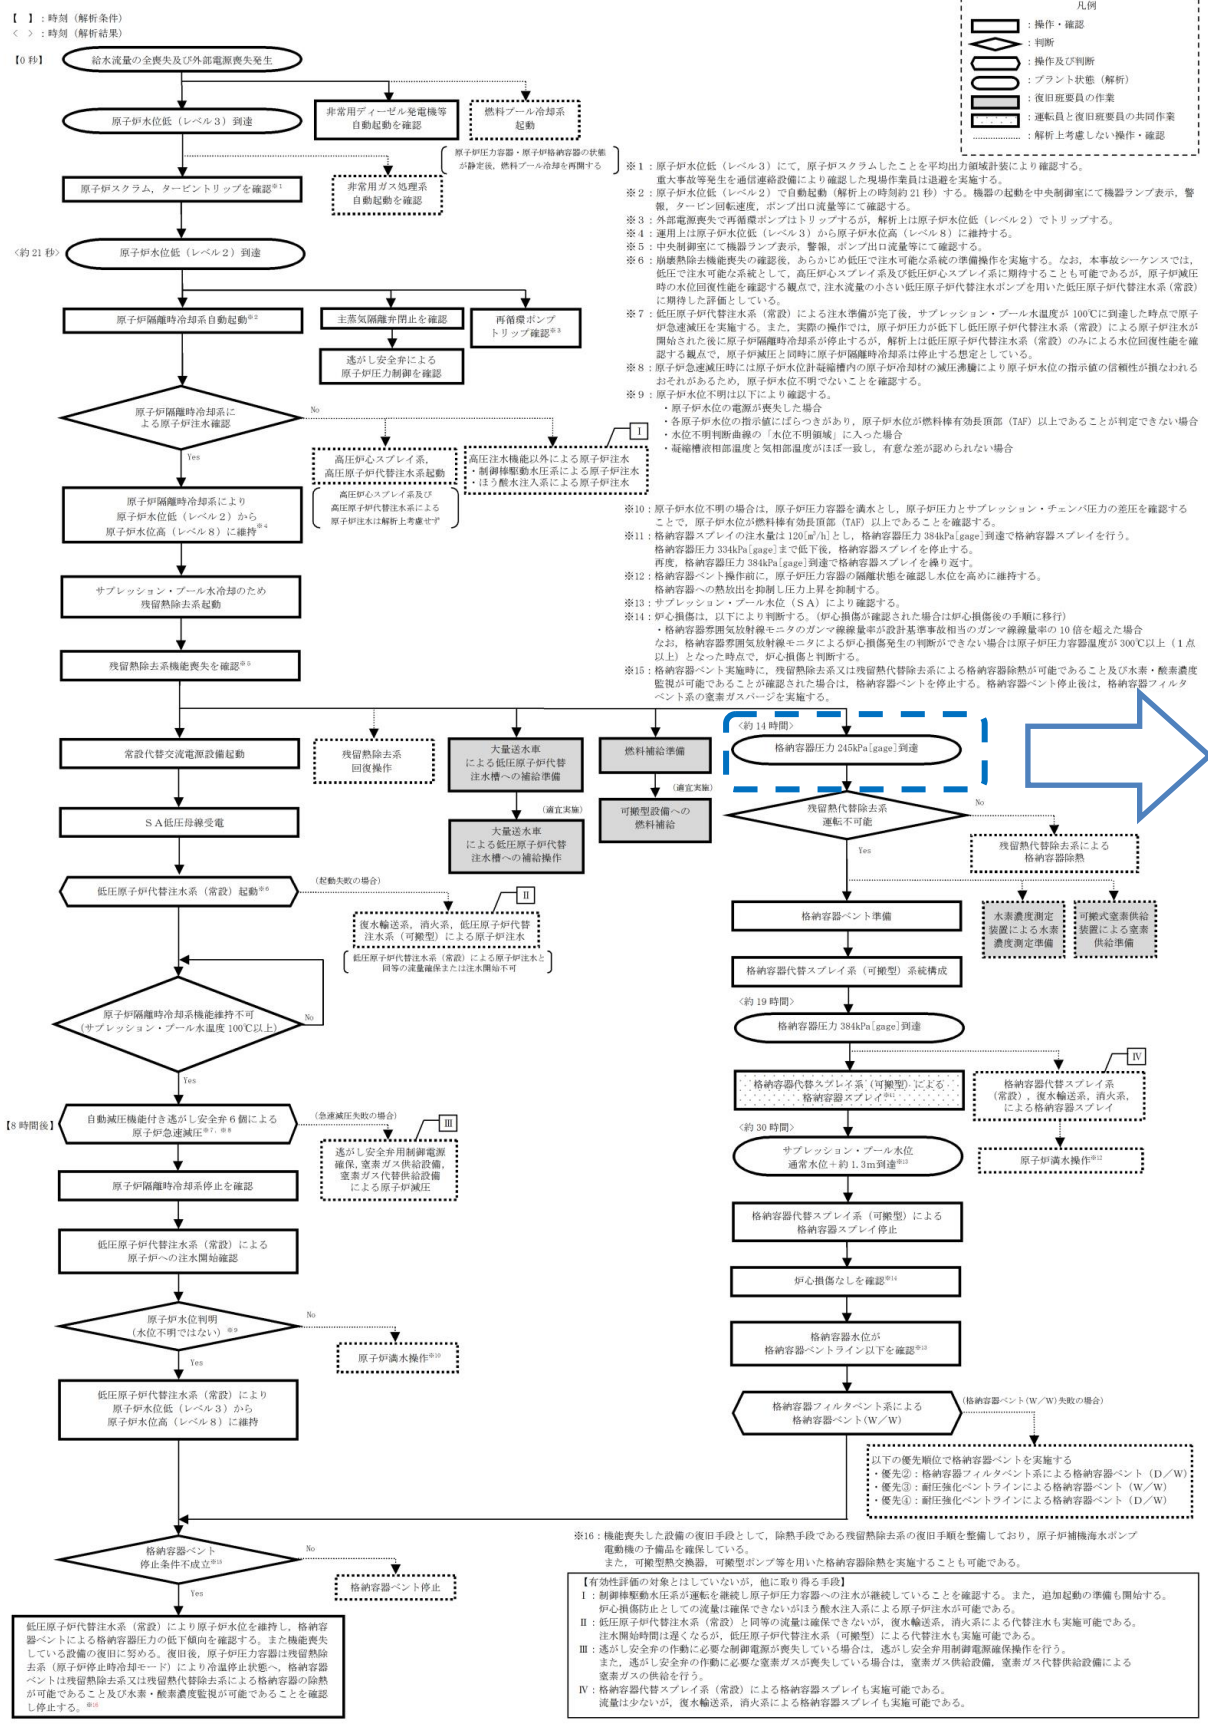 【　】：時刻（解析条件）
〈　〉：時刻（解析結果）
凡例
：操作・確認
：判断
：操作及び判断
：プラント状態（解析）
：復旧班要員の作業
：運転員と復旧班要員の共同作業
：解析上考慮しない操作・確認
【0 秒】
給水流量の全喪失及び外部電源喪失発生
原子炉水位低（レベル３）到達
非常用ディーゼル発電機等
自動起動を確認
燃料プール冷却系
起動
原子炉圧力容器・原子炉格納容器の状態
が静定後，燃料プール冷却を再開する
原子炉スクラム，タービントリップを確認※1
非常用ガス処理系
自動起動を確認
〈約 21 秒〉
原子炉水位低（レベル２）到達
原子炉隔離時冷却系自動起動※2
主蒸気隔離弁閉止を確認
再循環ポンプ
トリップ確認※3
逃がし安全弁による
原子炉圧力制御を確認
原子炉隔離時冷却系に
よる原子炉注水確認
No
Yes
Ⅰ
高圧炉心スプレイ系，
高圧原子炉代替注水系起動
高圧炉心スプレイ系及び
高圧原子炉代替注水系による
原子炉注水は解析上考慮せず
高圧注水機能以外による原子炉注水
・制御棒駆動水圧系による原子炉注水
・ほう酸水注入系による原子炉注水
原子炉隔離時冷却系により
原子炉水位低（レベル２）から
原子炉水位高（レベル８）に維持※4
サプレッション・プール水冷却のため
残留熱除去系起動
残留熱除去系機能喪失を確認※5
※１：原子炉水位低（レベル３）にて，原子炉スクラムしたことを平均出力領域計装により確認する。
重大事故等発生を通信連絡設備により確認した現場作業員は退避を実施する。
※２：原子炉水位低（レベル２）で自動起動（解析上の時刻約 21 秒）する。機器の起動を中央制御室にて機器ランプ表示，警
報，タービン回転速度，ポンプ出口流量等にて確認する。
※３：外部電源喪失で再循環ポンプはトリップするが，解析上は原子炉水位低（レベル２）でトリップする。
※４：運用上は原子炉水位低（レベル３）から原子炉水位高（レベル８）に維持する。
※５：中央制御室にて機器ランプ表示，警報，ポンプ出口流量等にて確認する。
※６：崩壊熱除去機能喪失の確認後，あらかじめ低圧で注水可能な系統の準備操作を実施する。なお，本事故シーケンスでは，
低圧で注水可能な系統として，高圧炉心スプレイ系及び低圧炉心スプレイ系に期待することも可能であるが，原子炉減圧
時の水位回復性能を確認する観点で，注水流量の小さい低圧原子炉代替注水ポンプを用いた低圧原子炉代替注水系（常設）
に期待した評価としている。
※７：低圧原子炉代替注水系（常設）による注水準備が完了後，サプレッション・プール水温度が 100℃に到達した時点で原子
炉急速減圧を実施する。また，実際の操作では，原子炉圧力が低下し低圧原子炉代替注水系（常設）による原子炉注水が
開始された後に原子炉隔離時冷却系が停止するが，解析上は低圧原子炉代替注水系（常設）のみによる水位回復性能を確
認する観点で，原子炉減圧と同時に原子炉隔離時冷却系は停止する想定としている。
※８：原子炉急速減圧時には原子炉水位計凝縮槽内の原子炉冷却材の減圧沸騰により原子炉水位の指示値の信頼性が損なわれる
おそれがあるため，原子炉水位不明でないことを確認する。
※９：原子炉水位不明は以下により確認する。
・原子炉水位の電源が喪失した場合
・各原子炉水位の指示値にばらつきがあり，原子炉水位が燃料棒有効長頂部（TAF）以上であることが判定できない場合
・水位不明判断曲線の「水位不明領域」に入った場合
・凝縮槽液相部温度と気相部温度がほぼ一致し，有意な差が認められない場合
※10：原子炉水位不明の場合は，原子炉圧力容器を満水とし，原子炉圧力とサプレッション・チェンバ圧力の差圧を確認する
ことで，原子炉水位が燃料棒有効長頂部（TAF）以上であることを確認する。
※11：格納容器スプレイの注水量は 120[㎥/h]とし，格納容器圧力 384kPa[gage]到達で格納容器スプレイを行う。
格納容器圧力 334kPa[gage]まで低下後，格納容器スプレイを停止する。
再度，格納容器圧力 384kPa[gage]到達で格納容器スプレイを繰り返す。
※12：格納容器ベント操作前に，原子炉圧力容器の隔離状態を確認し水位を高めに維持する。
格納容器への熱放出を抑制し圧力上昇を抑制する。
※13：サプレッション・プール水位（ＳＡ）により確認する。
※14：炉心損傷は，以下により判断する。（炉心損傷が確認された場合は炉心損傷後の手順に移行）
・格納容器雰囲気放射線モニタのガンマ線線量率が設計基準事故相当のガンマ線線量率の 10 倍を超えた場合
なお，格納容器雰囲気放射線モニタによる炉心損傷発生の判断ができない場合は原子炉圧力容器温度が 300℃以上（１点
以上）となった時点で，炉心損傷と判断する。
※15：格納容器ベント実施時に，残留熱除去系又は残留熱代替除去系による格納容器除熱が可能であること及び水素・酸素濃度
監視が可能であることが確認された場合は，格納容器ベントを停止する。格納容器ベント停止後は，格納容器フィルタ
ベント系の窒素ガスパージを実施する。
常設代替交流電源設備起動
残留熱除去系
回復操作
大量送水車
による低圧原子炉代替
注水槽への補給準備
燃料補給準備
〈約 14 時間〉
格納容器圧力 245kPa[gage]到達
（適宜実施）
（適宜実施）
ＳＡ低圧母線受電
大量送水車
による低圧原子炉代替
注水槽への補給操作
可搬型設備への
燃料補給
残留熱代替除去系
運転不可能
No
Yes
残留熱代替除去系による
格納容器除熱
低圧原子炉代替注水系（常設）起動※6
（起動失敗の場合）
Ⅱ
復水輸送系，消火系，低圧原子炉代替
注水系（可搬型）による原子炉注水
低圧原子炉代替注水系（常設）による原子炉注水と
同等の流量確保または注水開始不可
格納容器ベント準備
水素濃度測定
装置による水素
濃度測定準備
可搬式窒素供給
装置による窒素
供給準備
格納容器代替スプレイ系（可搬型）系統構成
原子炉隔離時冷却系機能維持不可
（サプレッション・プール水温度 100℃以上）
No
Yes
〈約 19 時間〉
格納容器圧力 384kPa[gage]到達
Ⅳ
格納容器代替スプレイ系（可搬型）による
格納容器スプレイ※11
格納容器代替スプレイ系
（常設），復水輸送系，消火系，
による格納容器スプレイ
【8 時間後】
自動減圧機能付き逃がし安全弁６個による
原子炉急速減圧※7，※8
（急速減圧失敗の場合）
Ⅲ
逃がし安全弁用制御電源
確保，窒素ガス供給設備，
窒素ガス代替供給設備
による原子炉減圧
〈約 30 時間〉
サプレッション・プール水位
通常水位＋約 1.3m到達※13
原子炉満水操作※12
原子炉隔離時冷却系停止を確認
格納容器代替スプレイ系（可搬型）による
格納容器スプレイ停止
低圧原子炉代替注水系（常設）による
原子炉への注水開始確認
炉心損傷なしを確認※14
原子炉水位判明
（水位不明ではない）※9
No
Yes
原子炉満水操作※10
格納容器水位が
格納容器ベントライン以下を確認※13
低圧原子炉代替注水系（常設）により
原子炉水位低（レベル３）から
原子炉水位高（レベル８）に維持
格納容器フィルタベント系による
格納容器ベント(Ｗ／Ｗ)
（格納容器ベント(Ｗ／Ｗ)失敗の場合）
以下の優先順位で格納容器ベントを実施する
・優先②：格納容器フィルタベント系による格納容器ベント（Ｄ／Ｗ）
・優先③：耐圧強化ベントラインによる格納容器ベント（Ｗ／Ｗ）
・優先④：耐圧強化ベントラインによる格納容器ベント（Ｄ／Ｗ）
格納容器ベント
停止条件不成立※15
No
Yes
格納容器ベント停止
※16：機能喪失した設備の復旧手段として，除熱手段である残留熱除去系の復旧手順を整備しており，原子炉補機海水ポンプ
電動機の予備品を確保している。
また，可搬型熱交換器，可搬型ポンプ等を用いた格納容器除熱を実施することも可能である。
低圧原子炉代替注水系（常設）により原子炉水位を維持し，格納容
器ベントによる格納容器圧力の低下傾向を確認する。また機能喪失
している設備の復旧に努める。復旧後，原子炉圧力容器は残留熱除
去系（原子炉停止時冷却モード）により冷温停止状態へ，格納容器
ベントは残留熱除去系又は残留熱代替除去系による格納容器の除熱
が可能であること及び水素・酸素濃度監視が可能であることを確認
し停止する。※16
【有効性評価の対象とはしていないが，他に取り得る手段】
Ⅰ：制御棒駆動水圧系が運転を継続し原子炉圧力容器への注水が継続していることを確認する。また，追加起動の準備も開始する。
炉心損傷防止としての流量は確保できないがほう酸水注入系による原子炉注水が可能である。
Ⅱ：低圧原子炉代替注水系（常設）と同等の流量は確保できないが，復水輸送系，消火系による代替注水も実施可能である。
注水開始時間は遅くなるが，低圧原子炉代替注水系（可搬型）による代替注水も実施可能である。
Ⅲ：逃がし安全弁の作動に必要な制御電源が喪失している場合は，逃がし安全弁用制御電源確保操作を行う。
また，逃がし安全弁の作動に必要な窒素ガスが喪失している場合は，窒素ガス供給設備，窒素ガス代替供給設備による
窒素ガスの供給を行う。
Ⅳ：格納容器代替スプレイ系（常設）による格納容器スプレイも実施可能である。
流量は少ないが，復水輸送系，消火系による格納容器スプレイも実施可能である。